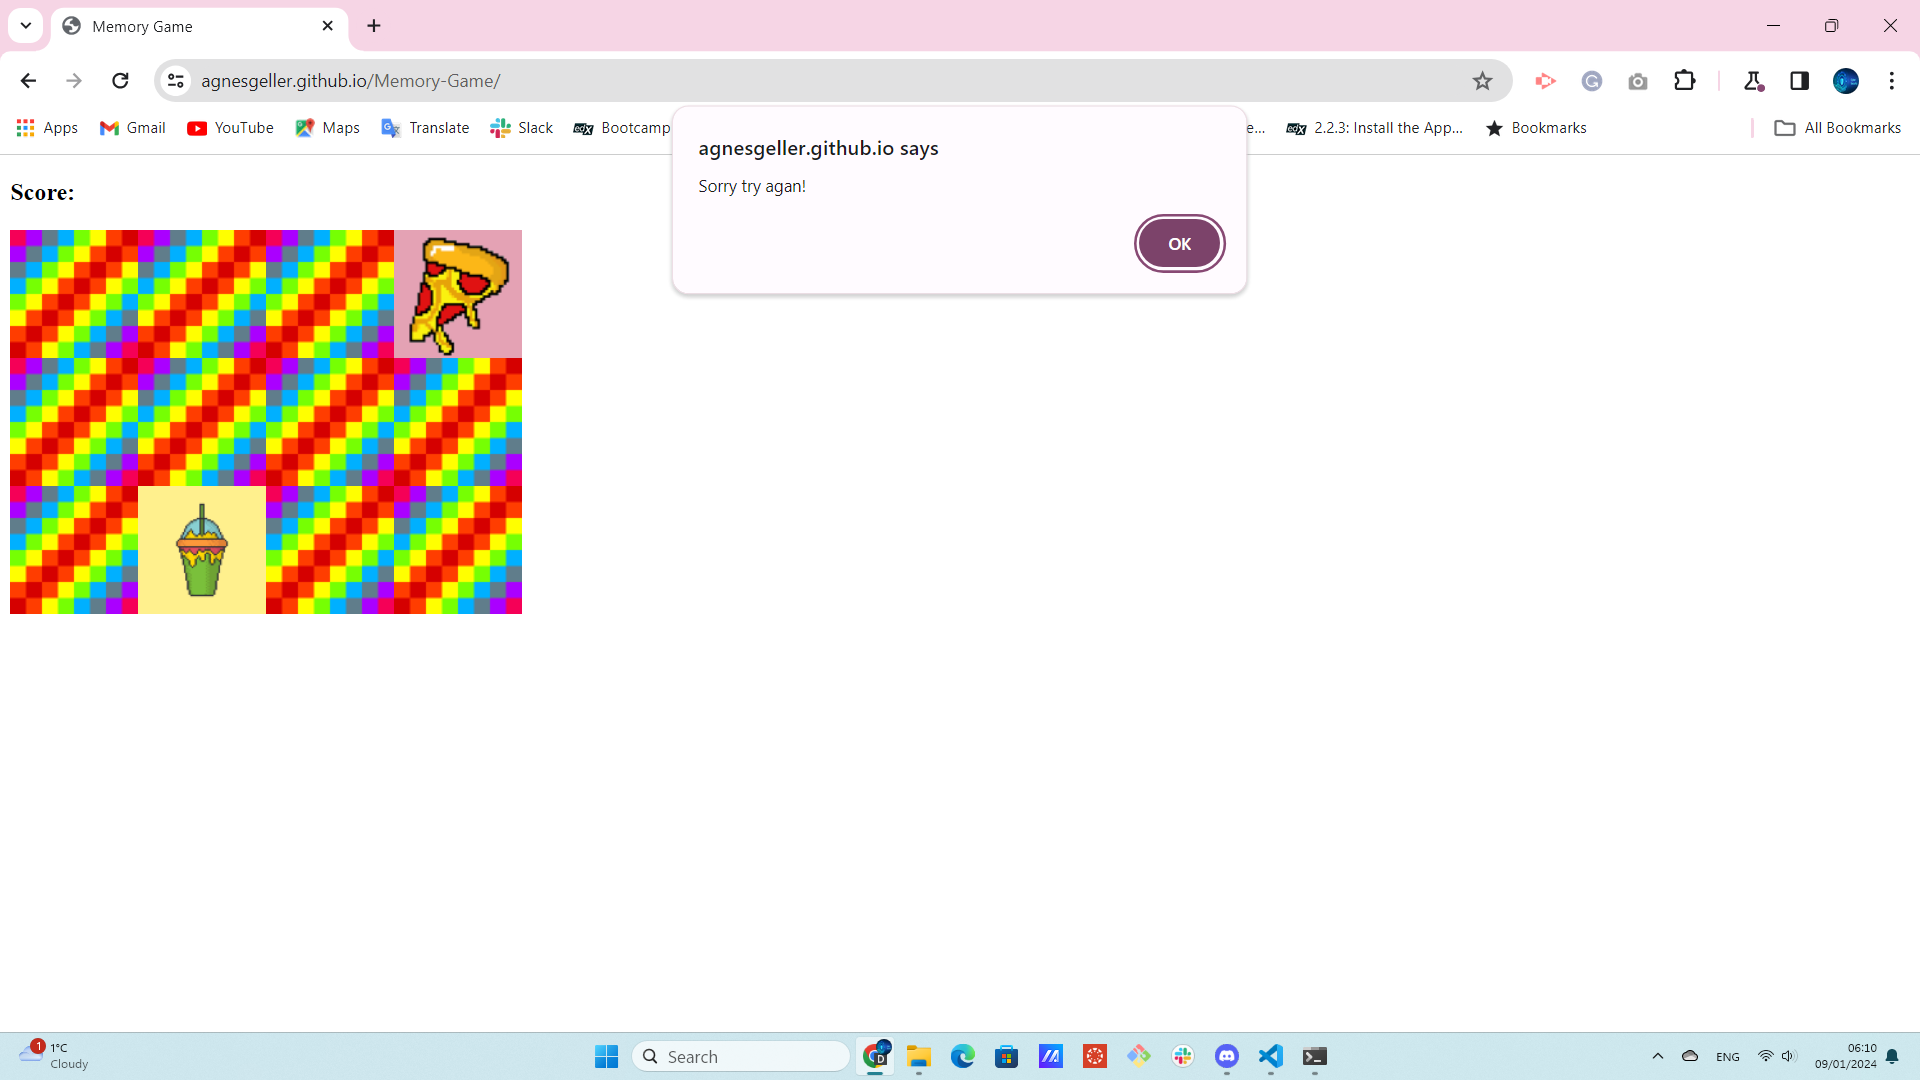 Memory Game
agnesgeller.github.io/Memory-Game/
Apps Gmail YouTube Maps Translate Slack edX Bootcamp e... edX 2.2.3: Install the App... Bookmarks All Bookmarks
agnesgeller.github.io says
Sorry try agan!
OK
Score:
1
1°C
Cloudy
Search
ENG
06:10
09/01/2024